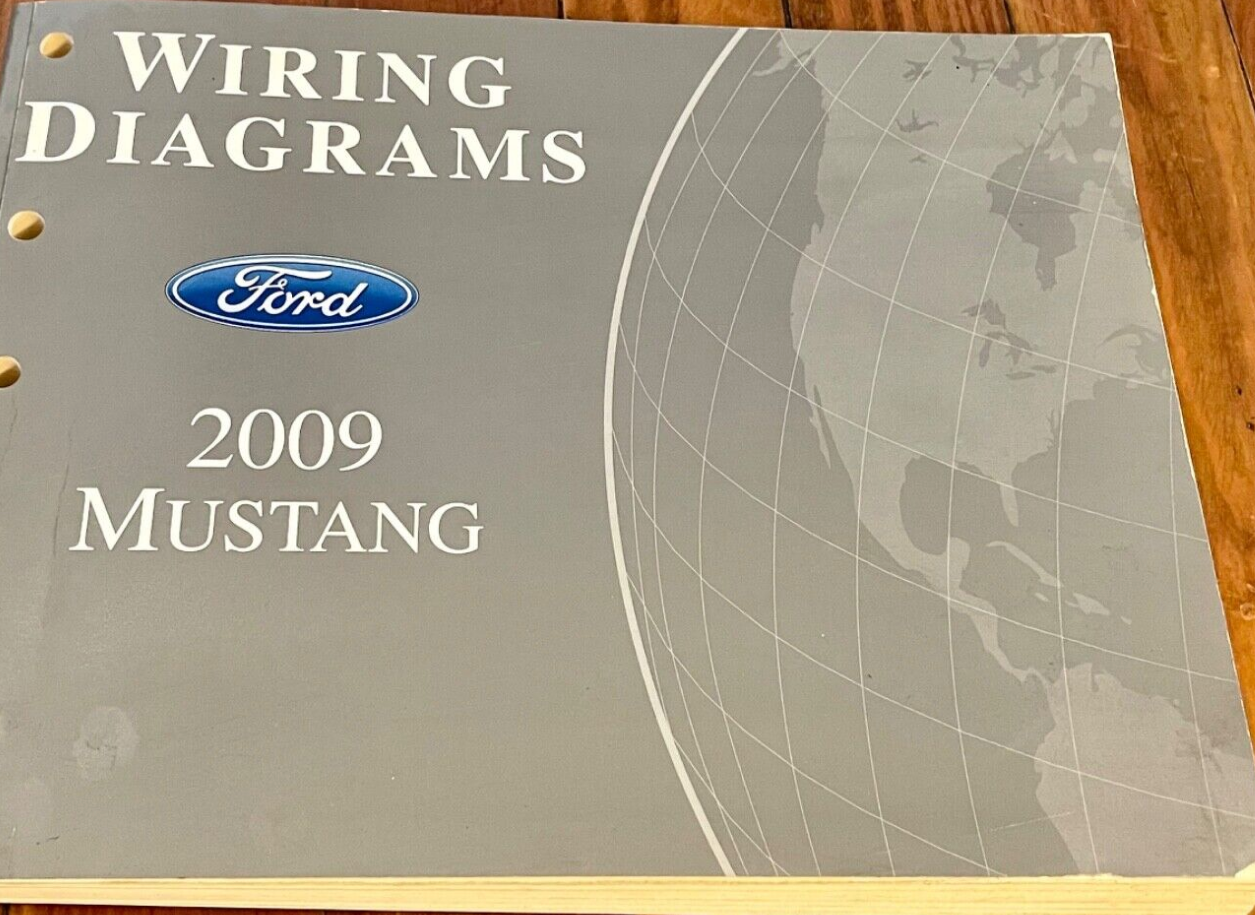 WIRING
DIAGRAMS
Ford
2009
MUSTANG